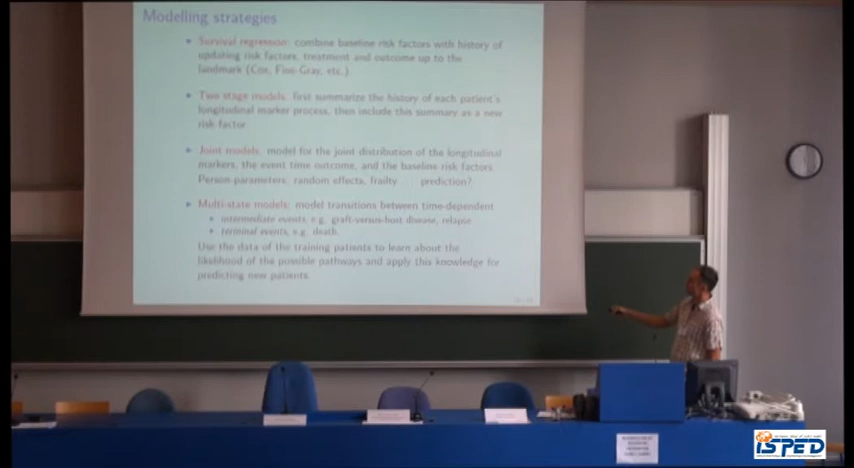 Modelling strategies
Survival regression: combine baseline risk factors with history of
updating risk factors, treatment and outcome up to the
landmark (Cox, Fine-Gray, etc.)
Two stage models: first summarize the history of each patient's
longitudinal marker process, then include this summary as a new
risk factor
Joint models: model for the joint distribution of the longitudinal
markers, the event time outcome, and the baseline risk factors.
Person-parameters: random effects, frailty prediction?
Multi-state models: model transitions between time-dependent
intermediate events, e.g. graft-versus-host disease, relapse
terminal events, e.g. death.
Use the data of the training patients to learn about the
likelihood of the possible pathways and apply this knowledge for
predicting new patients.
ISPED